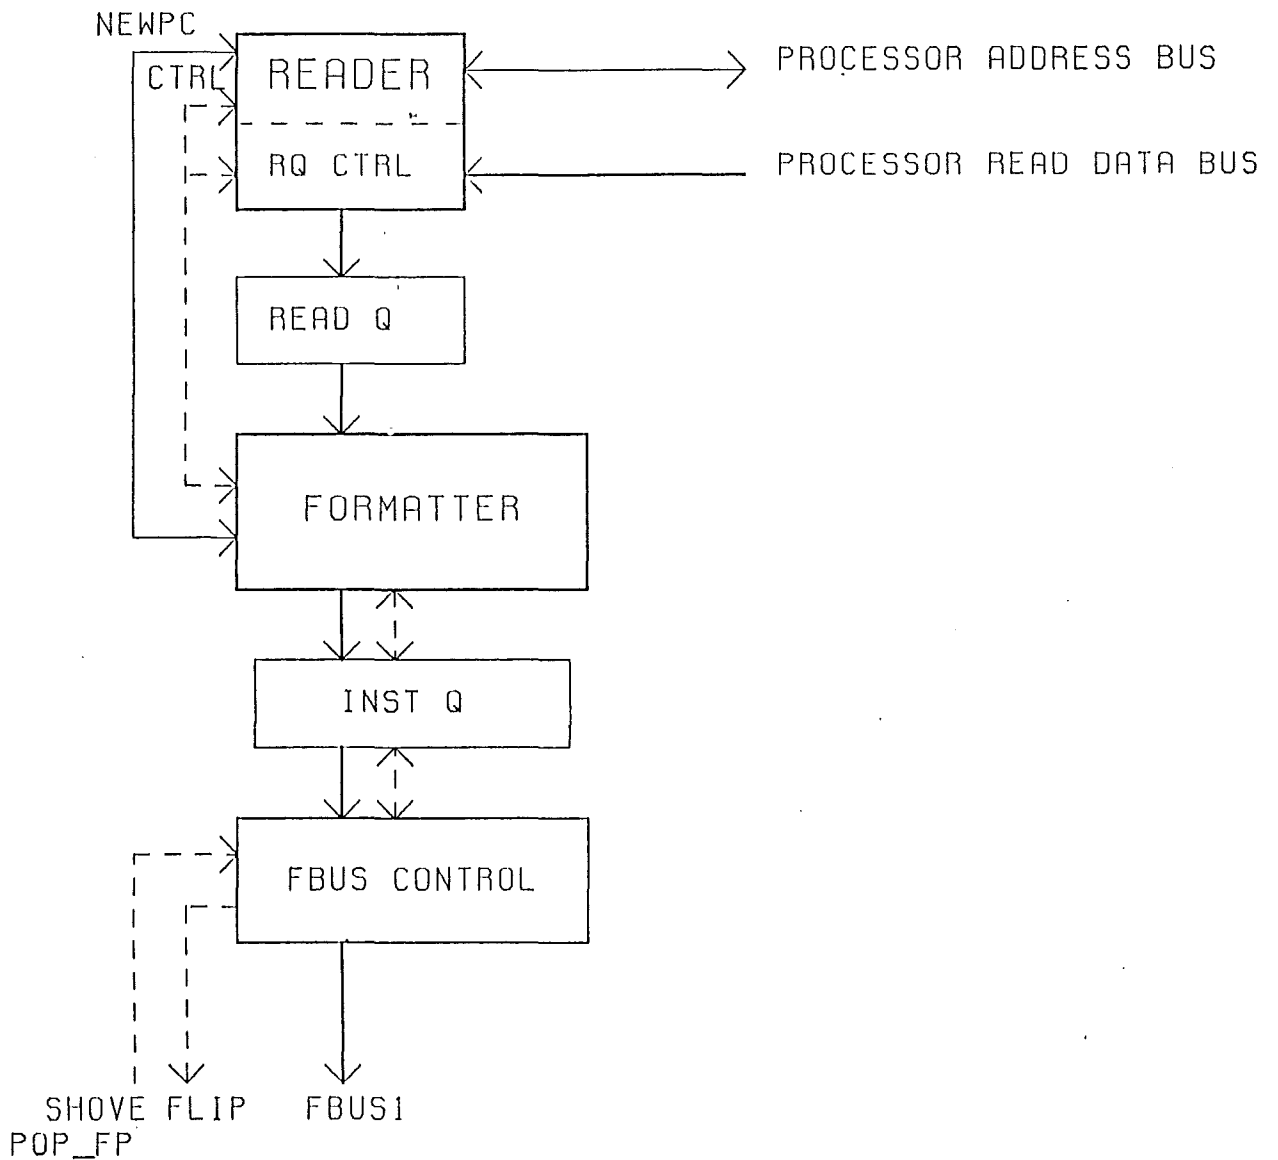 NEWPC
CTRL
READER
PROCESSOR ADDRESS BUS
RQ CTRL
PROCESSOR READ DATA BUS
READ Q
FORMATTER
INST Q
FBUS CONTROL
SHOVE FLIP FBUS1
POP_FP